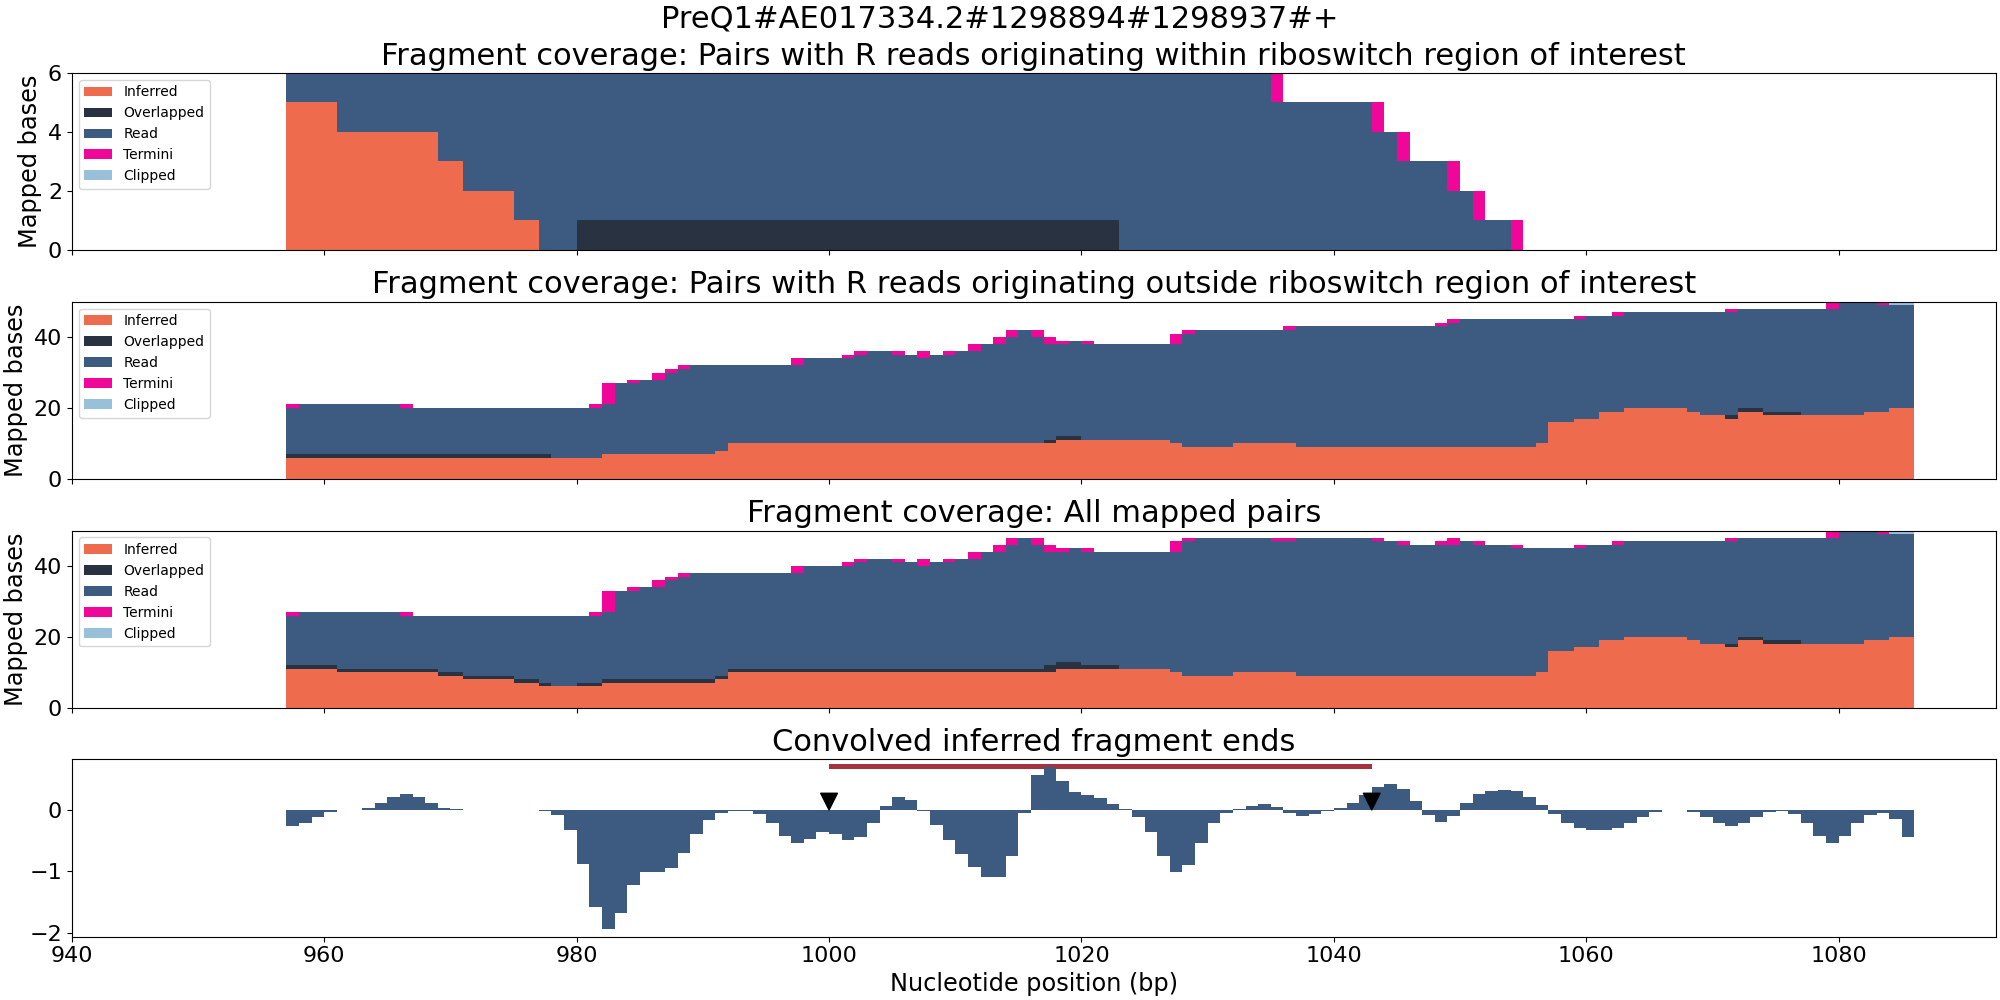 PreQ1#AE017334.2#1298894#1298937#+
Fragment coverage: Pairs with R reads originating within riboswitch region of interest
Mapped bases
6
4
2
0
Inferred
Overlapped
Read
Termini
Clipped
Fragment coverage: Pairs with R reads originating outside riboswitch region of interest
Mapped bases
40
20
0
Inferred
Overlapped
Read
Termini
Clipped
Fragment coverage: All mapped pairs
Mapped bases
40
20
0
Inferred
Overlapped
Read
Termini
Clipped
Convolved inferred fragment ends
0
−1
−2
940 960 980 1000 1020 1040 1060 1080
Nucleotide position (bp)